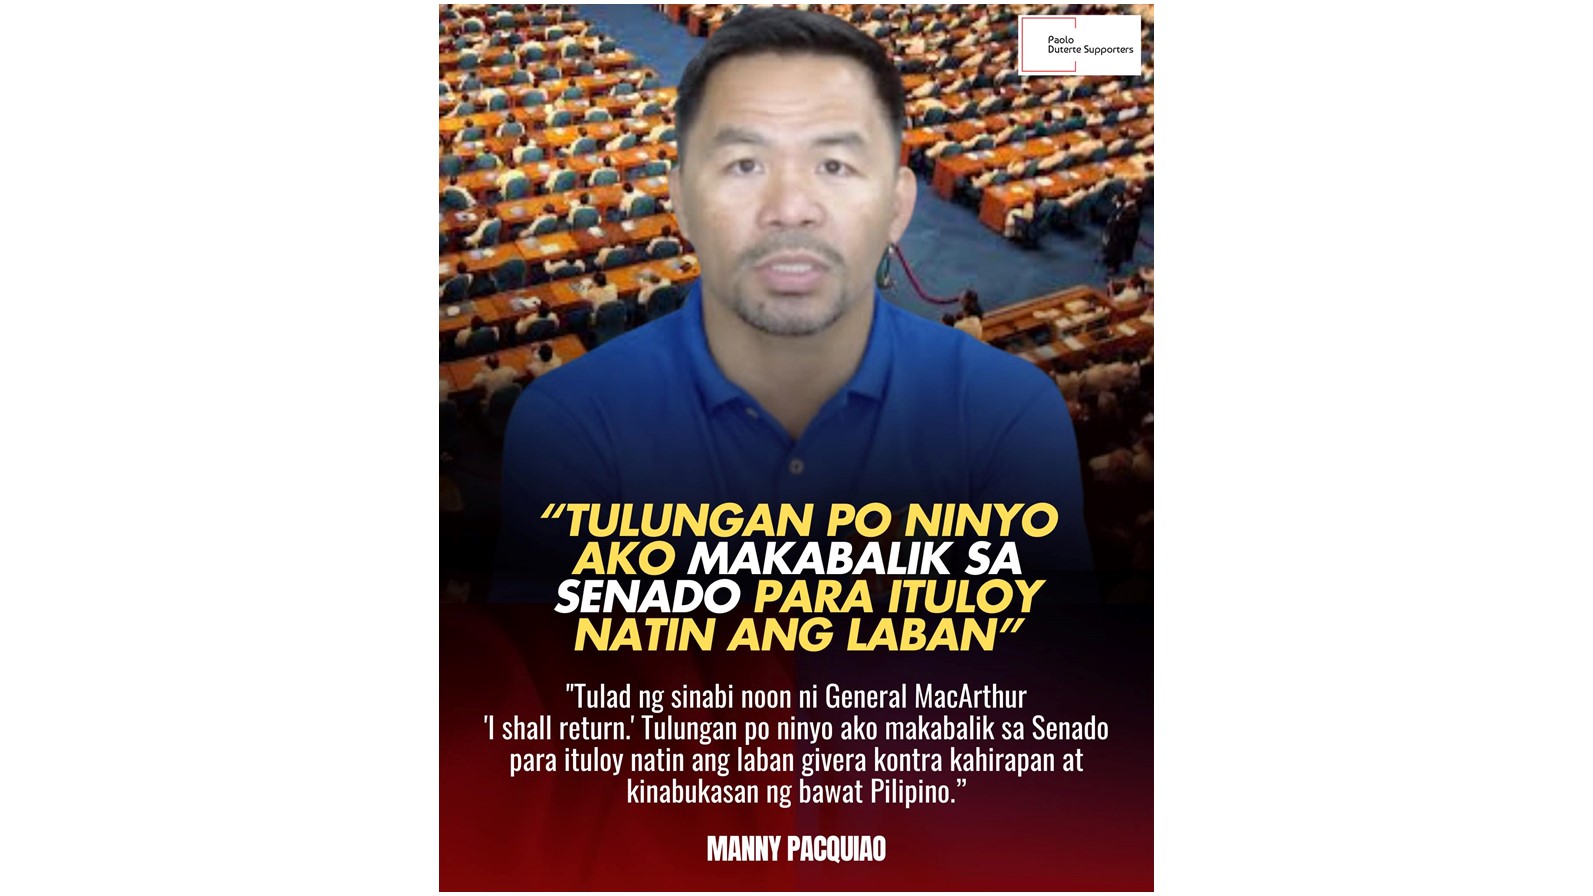 Paolo
Duterte Supporters
“TULUNGAN PO NINYO
AKO MAKABALIK SA
SENADO PARA ITULOY
NATIN ANG LABAN”
"Tulad ng sinabi noon ni General MacArthur
'I shall return.' Tulungan po ninyo ako makabalik sa Senado
para ituloy natin ang laban givera kontra kahirapan at
kinabukasan ng bawat Pilipino.”
MANNY PACQUIAO